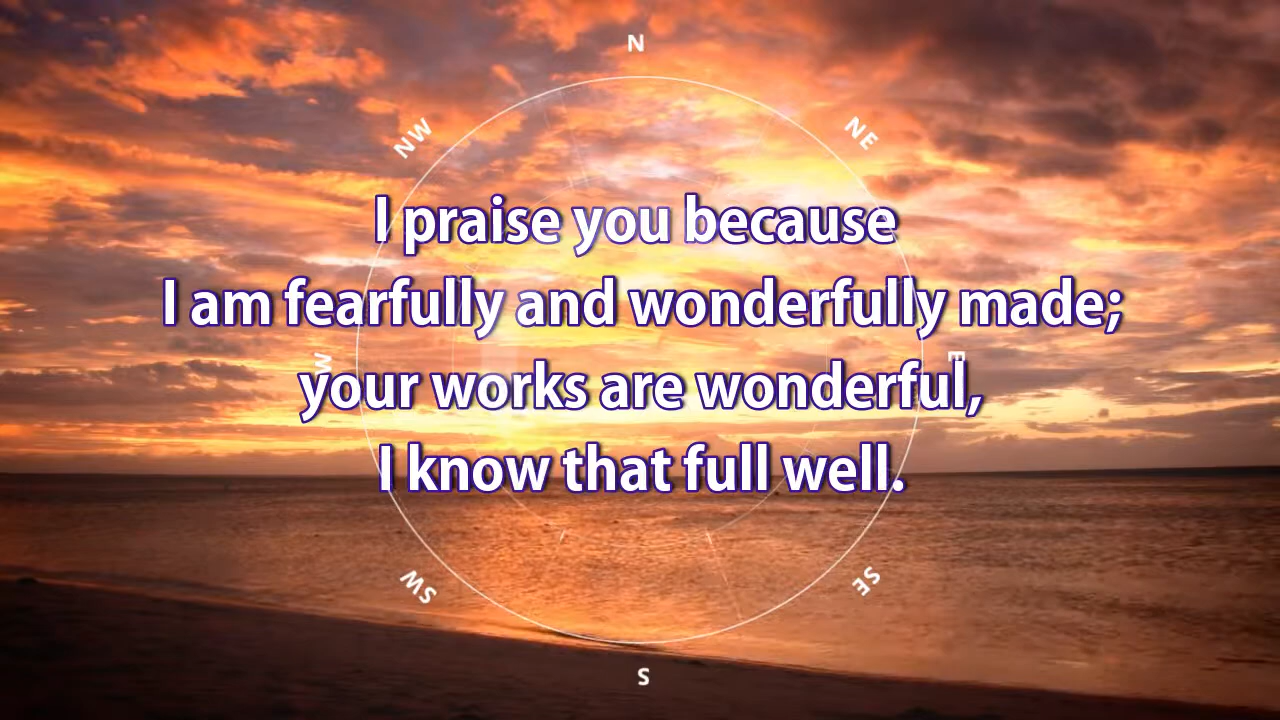 N
NW
NE
I praise you because
I am fearfully and wonderfully made;
W
E
your works are wonderful,
I know that full well.
SW
SE
S